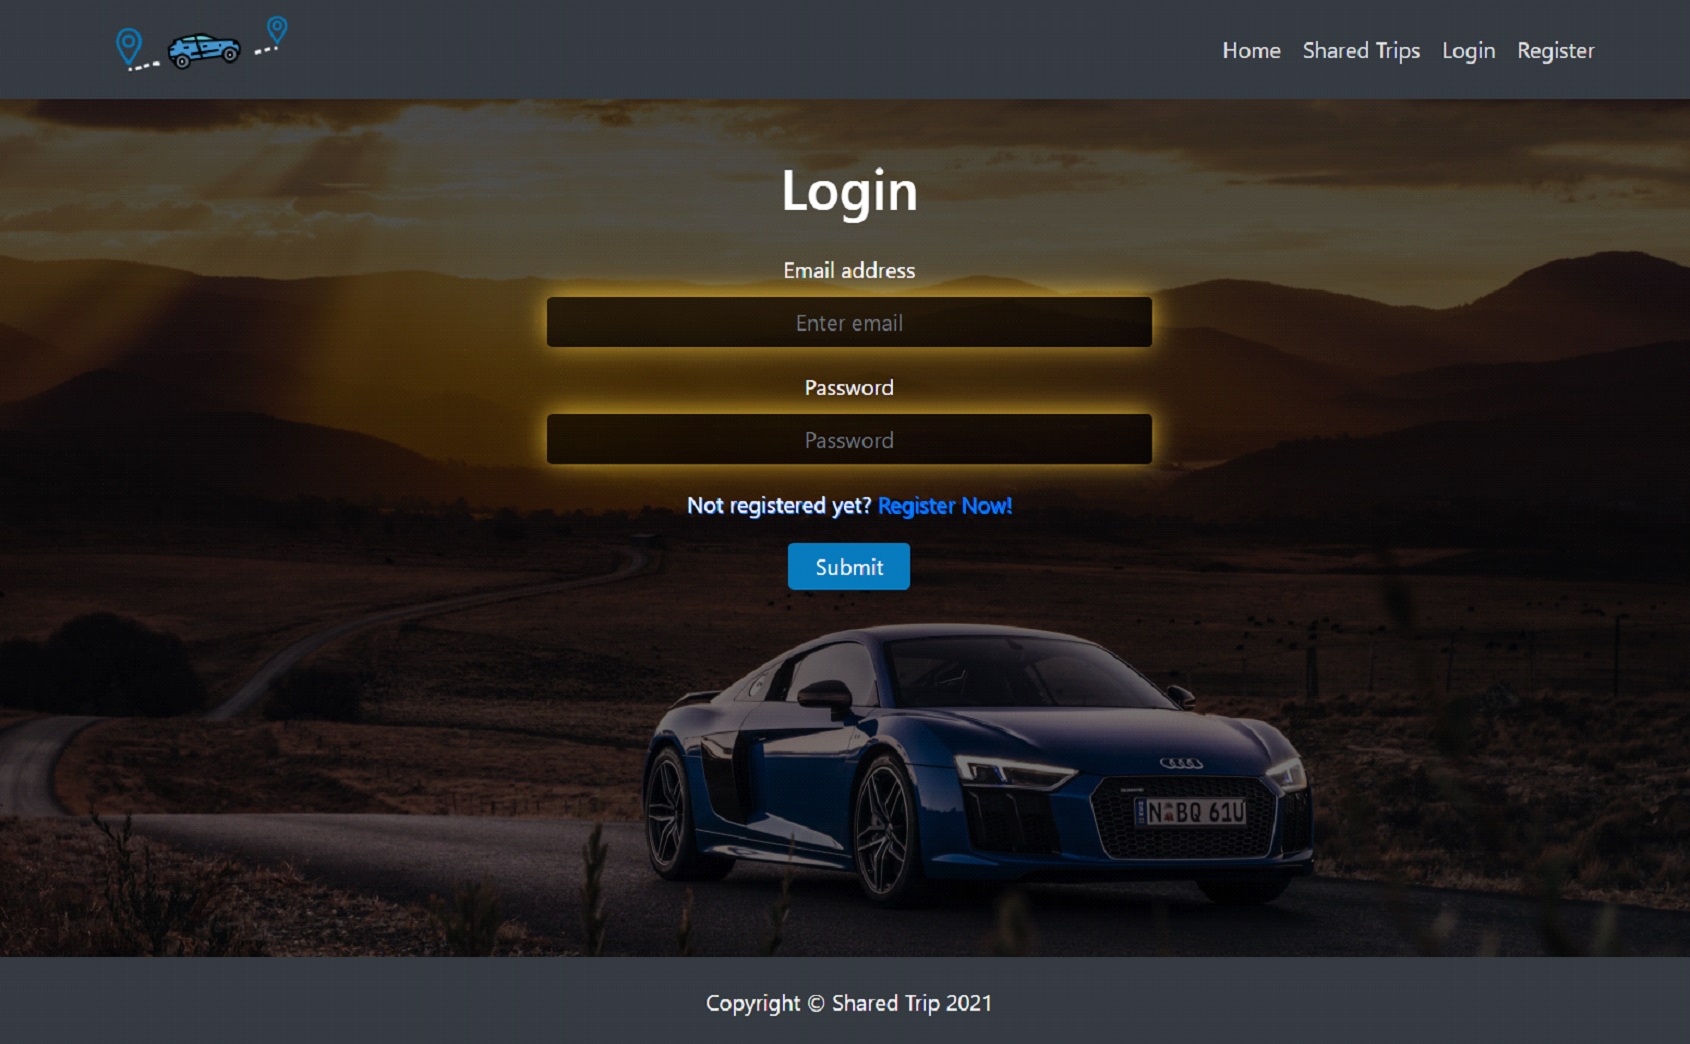 Home Shared Trips Login Register
Login
Email address
Enter email
Password
Password
Not registered yet? Register Now!
Submit
N BQ 61U
Copyright © Shared Trip 2021